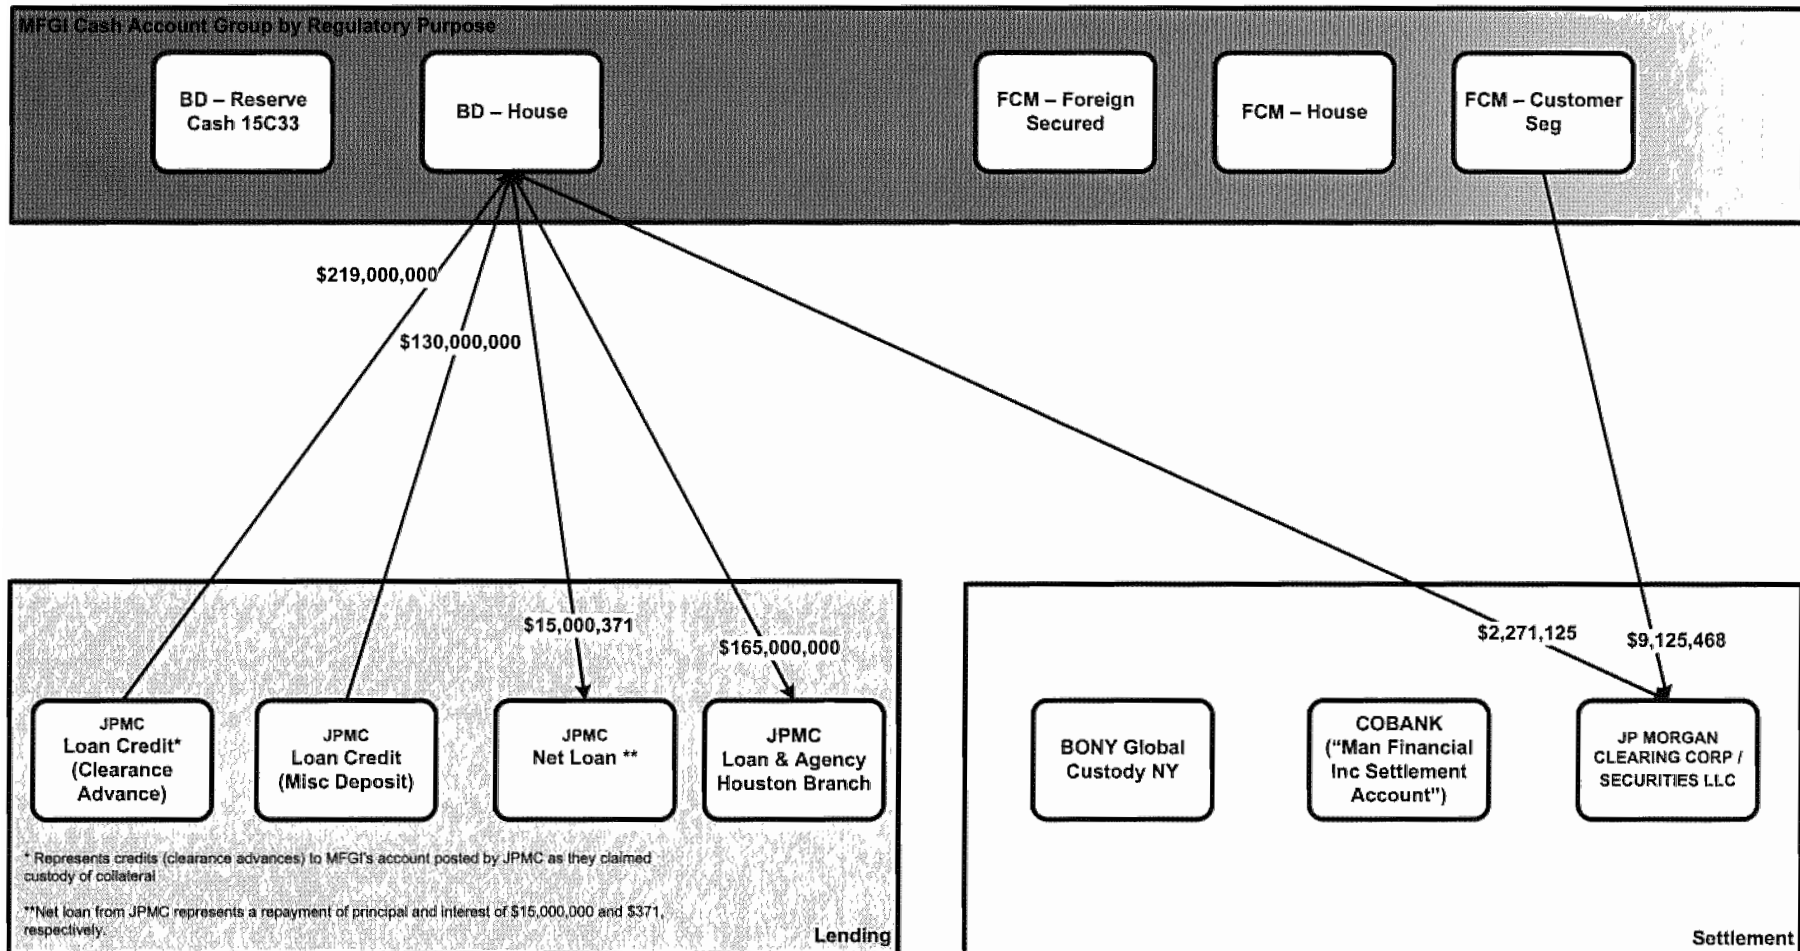 MFGI Cash Account Group by Regulatory Purpose
BD – Reserve
Cash 15C33
BD – House
FCM – Foreign
Secured
FCM – House
FCM – Customer
Seg
$219,000,000
$130,000,000
$15,000,371
$165,000,000
$2,271,125
$9,125,468
JPMC
Loan Credit*
(Clearance
Advance)
JPMC
Loan Credit
(Misc Deposit)
JPMC
Net Loan **
JPMC
Loan & Agency
Houston Branch
BONY Global
Custody NY
COBANK
("Man Financial
Inc Settlement
Account")
JP MORGAN
CLEARING CORP /
SECURITIES LLC
* Represents credits (clearance advances) to MFGI's account posted by JPMC as they claimed
custody of collateral
**Net loan from JPMC represents a repayment of principal and interest of $15,000,000 and $371,
respectively.
Lending
Settlement